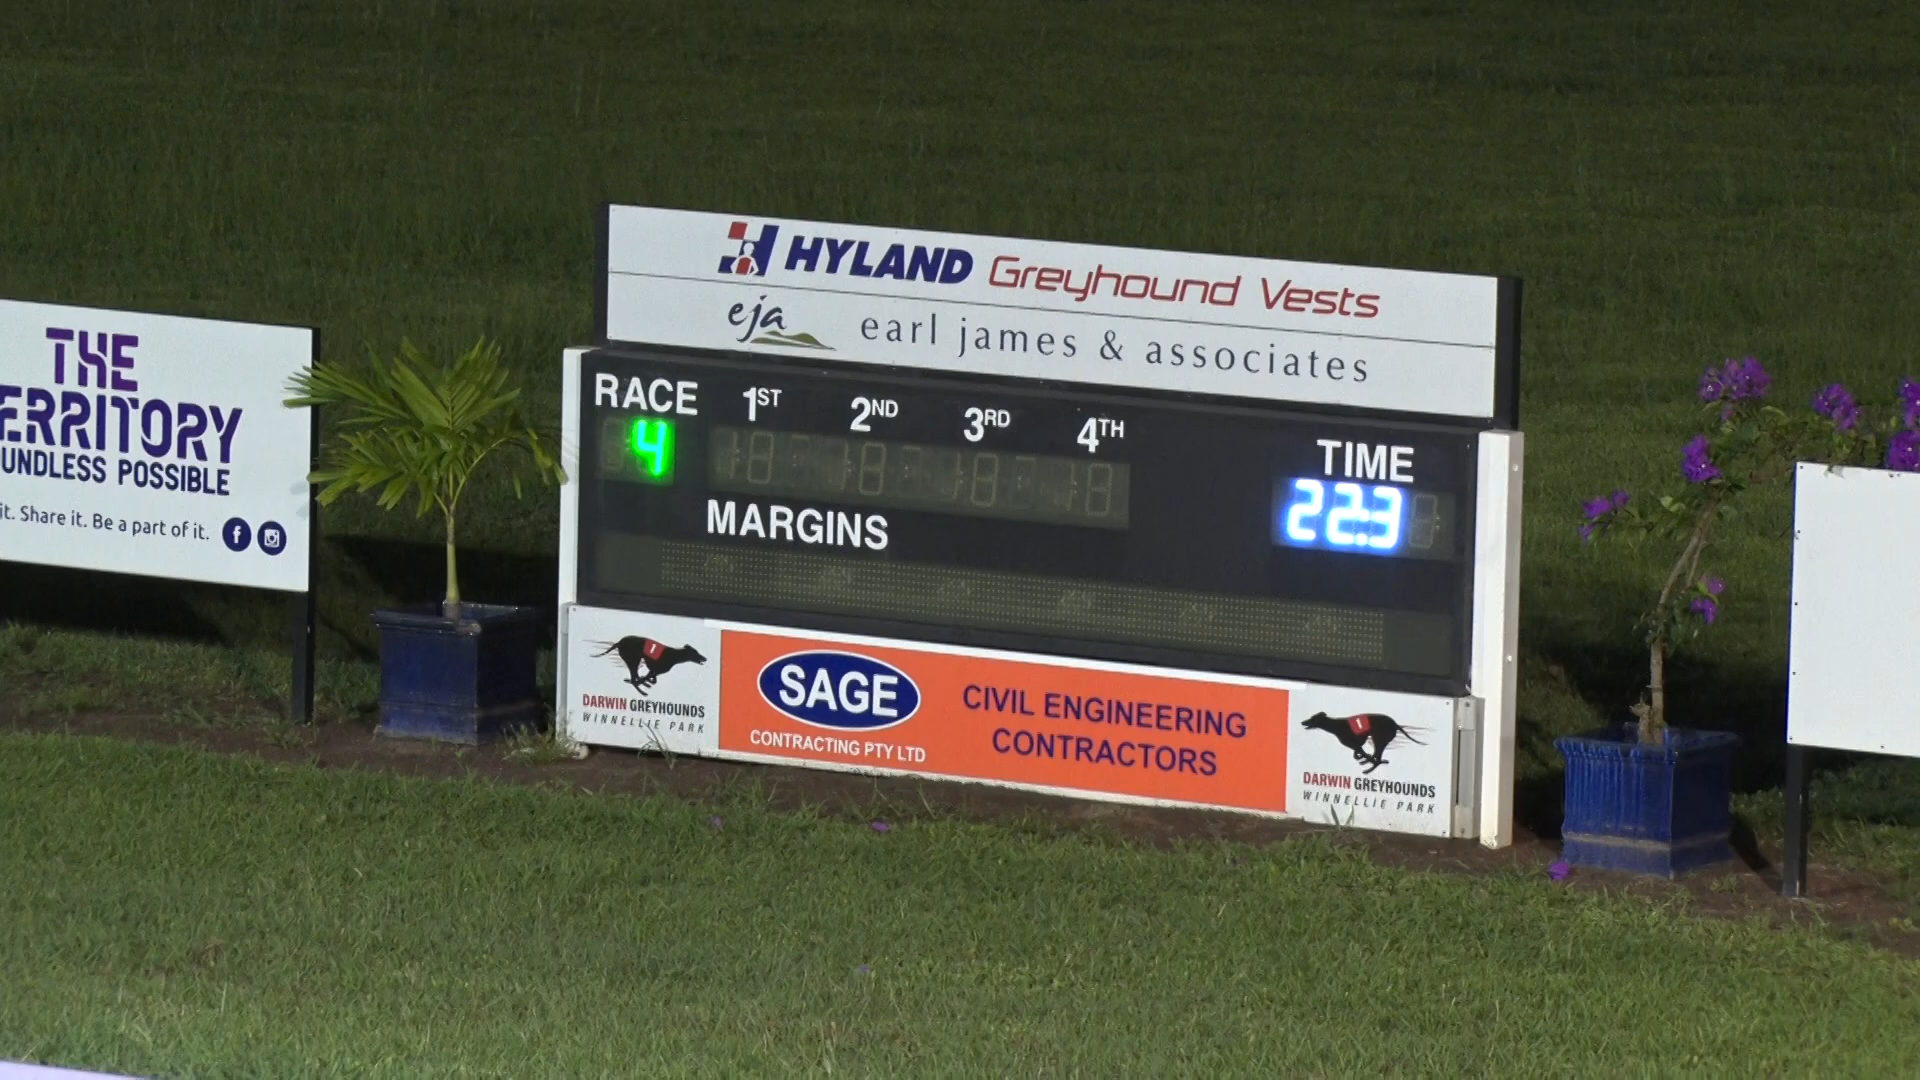 HYLAND Greyhound Vests
eja earl james & associates
THE
ERRITORY
UNDLESS POSSIBLE
it. Share it. Be a part of it.
RACE 1ST 2ND 3RD 4TH TIME
4 22.3
MARGINS
1
DARWIN GREYHOUNDS
WINNELLIE PARK
SAGE
CONTRACTING PTY LTD
CIVIL ENGINEERING
CONTRACTORS
1
DARWIN GREYHOUNDS
WINNELLIE PARK